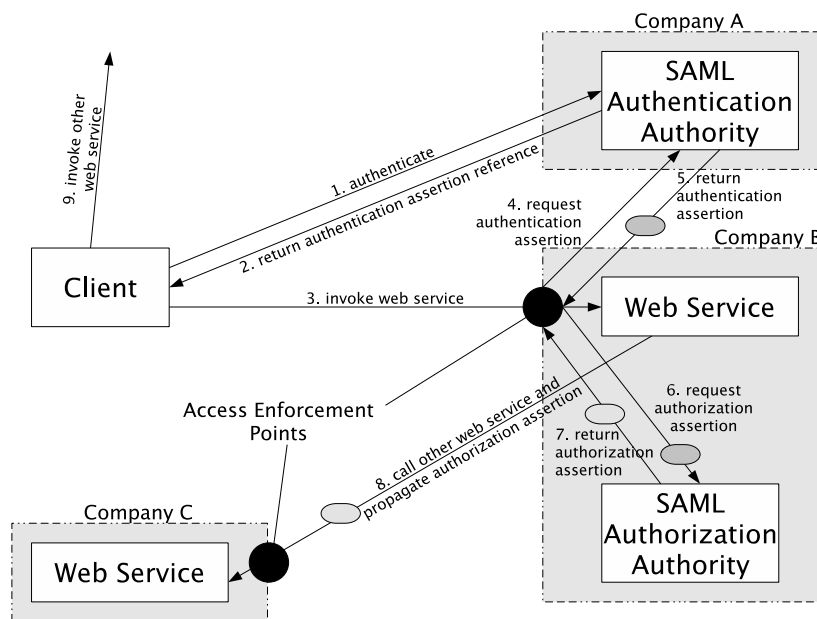 Company A
SAML
Authentication
Authority
9. invoke other
web service
1. authenticate
2. return authentication assertion reference
4. request
authentication
assertion
5. return
authentication
assertion
Company B
Client
3. invoke web service
Web Service
Access Enforcement
Points
8. call other web service and
propagate authorization assertion
6. request
authorization
assertion
7. return
authorization
assertion
SAML
Authorization
Authority
Company C
Web Service